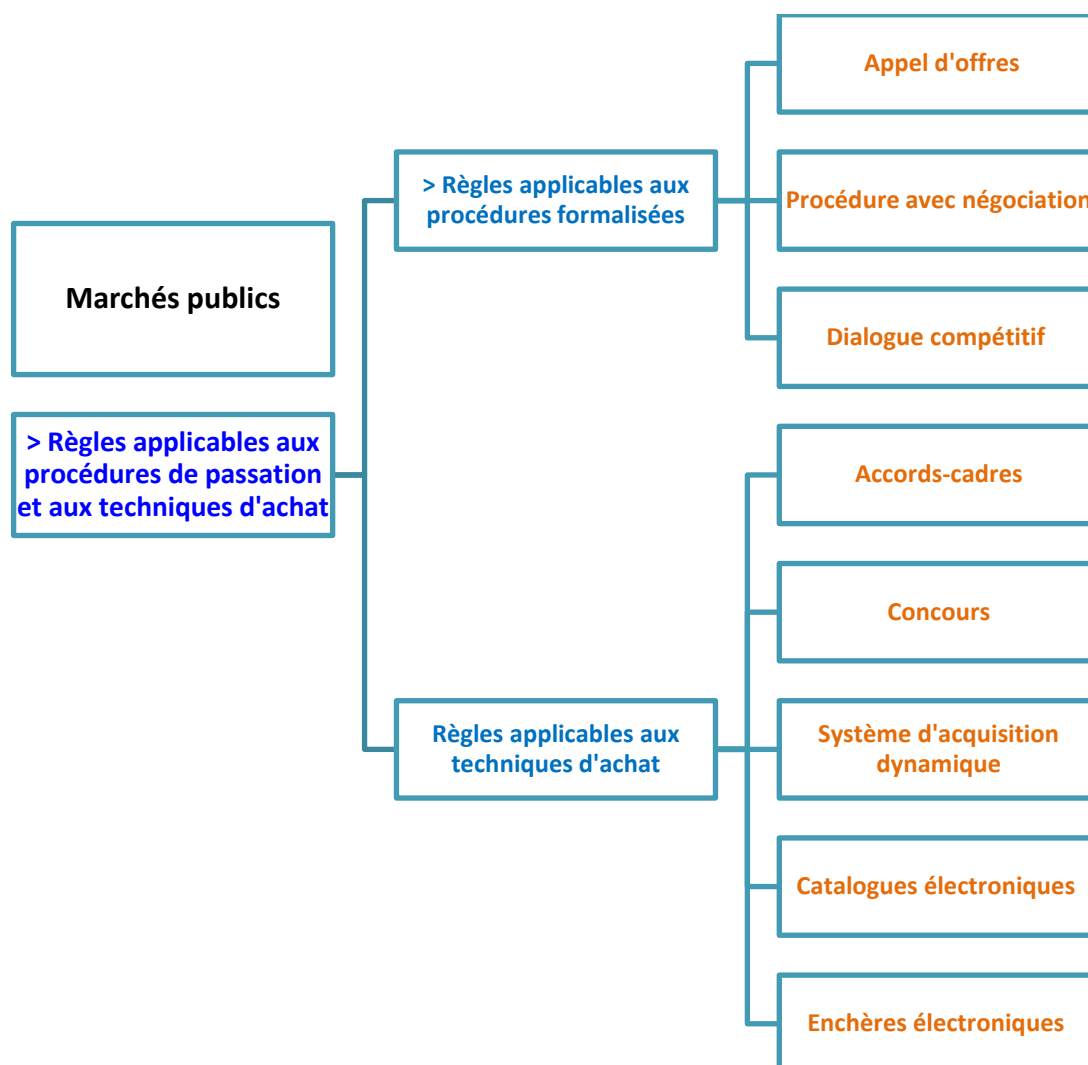 Marchés publics
> Règles applicables aux
procédures de passation
et aux techniques d'achat
> Règles applicables aux
procédures formalisées
Appel d'offres
Procédure avec négociation
Dialogue compétitif
Règles applicables aux
techniques d'achat
Accords-cadres
Concours
Système d'acquisition
dynamique
Catalogues électroniques
Enchères électroniques